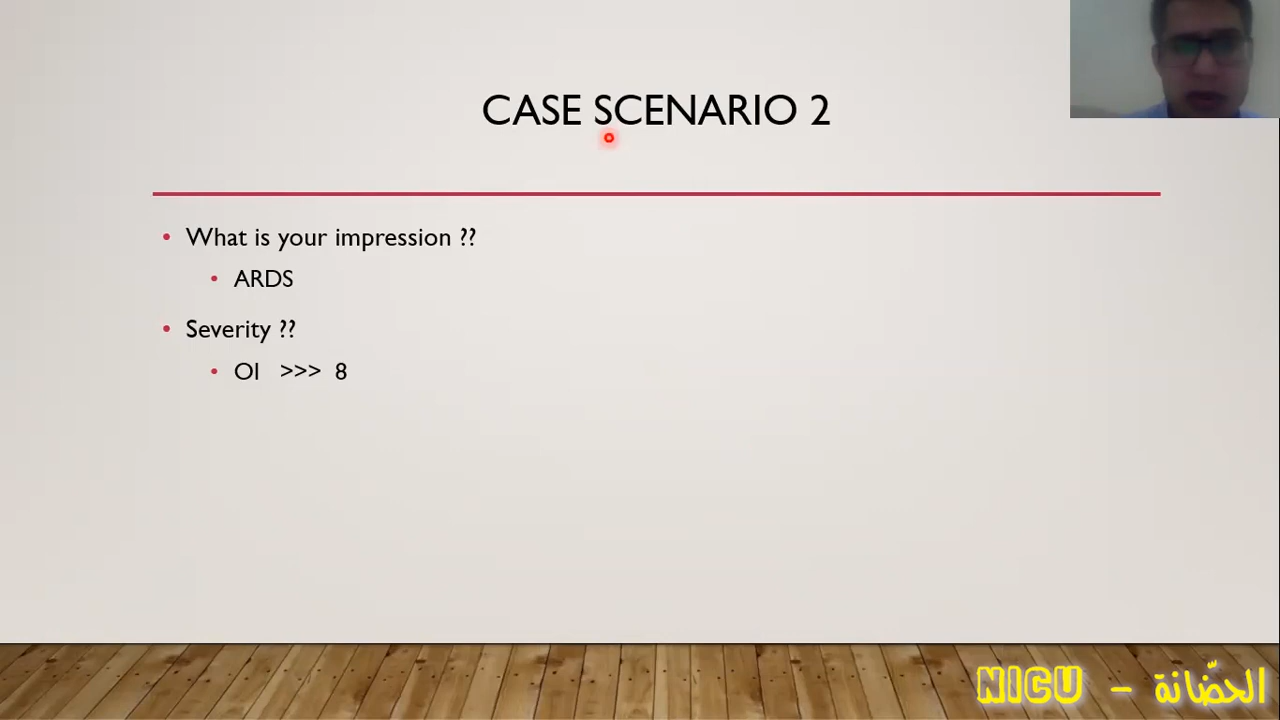 CASE SCENARIO 2
What is your impression ??
ARDS
Severity ??
OI >>> 8
NICU - الحضّانة